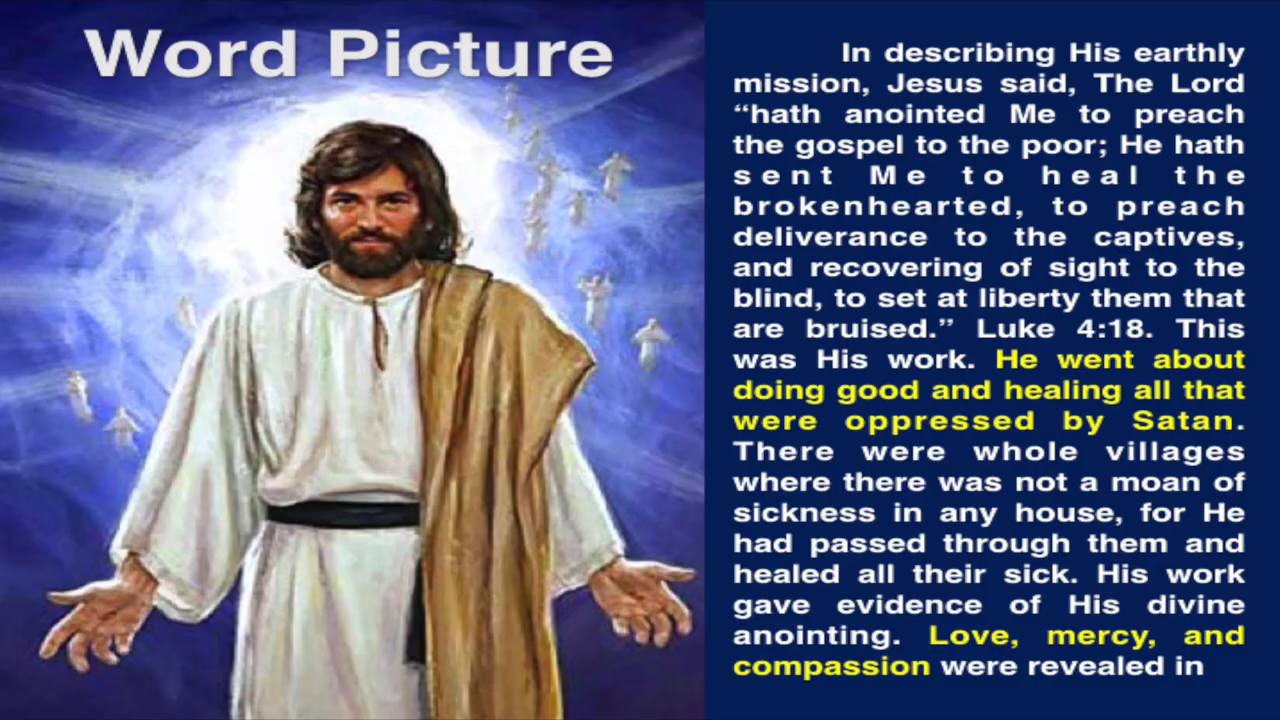 Word Picture
In describing His earthly
mission, Jesus said, The Lord
“hath anointed Me to preach
the gospel to the poor; He hath
sent Me to heal the
brokenhearted, to preach
deliverance to the captives,
and recovering of sight to the
blind, to set at liberty them that
are bruised.” Luke 4:18. This
was His work. He went about
doing good and healing all that
were oppressed by Satan.
There were whole villages
where there was not a moan of
sickness in any house, for He
had passed through them and
healed all their sick. His work
gave evidence of His divine
anointing. Love, mercy, and
compassion were revealed in